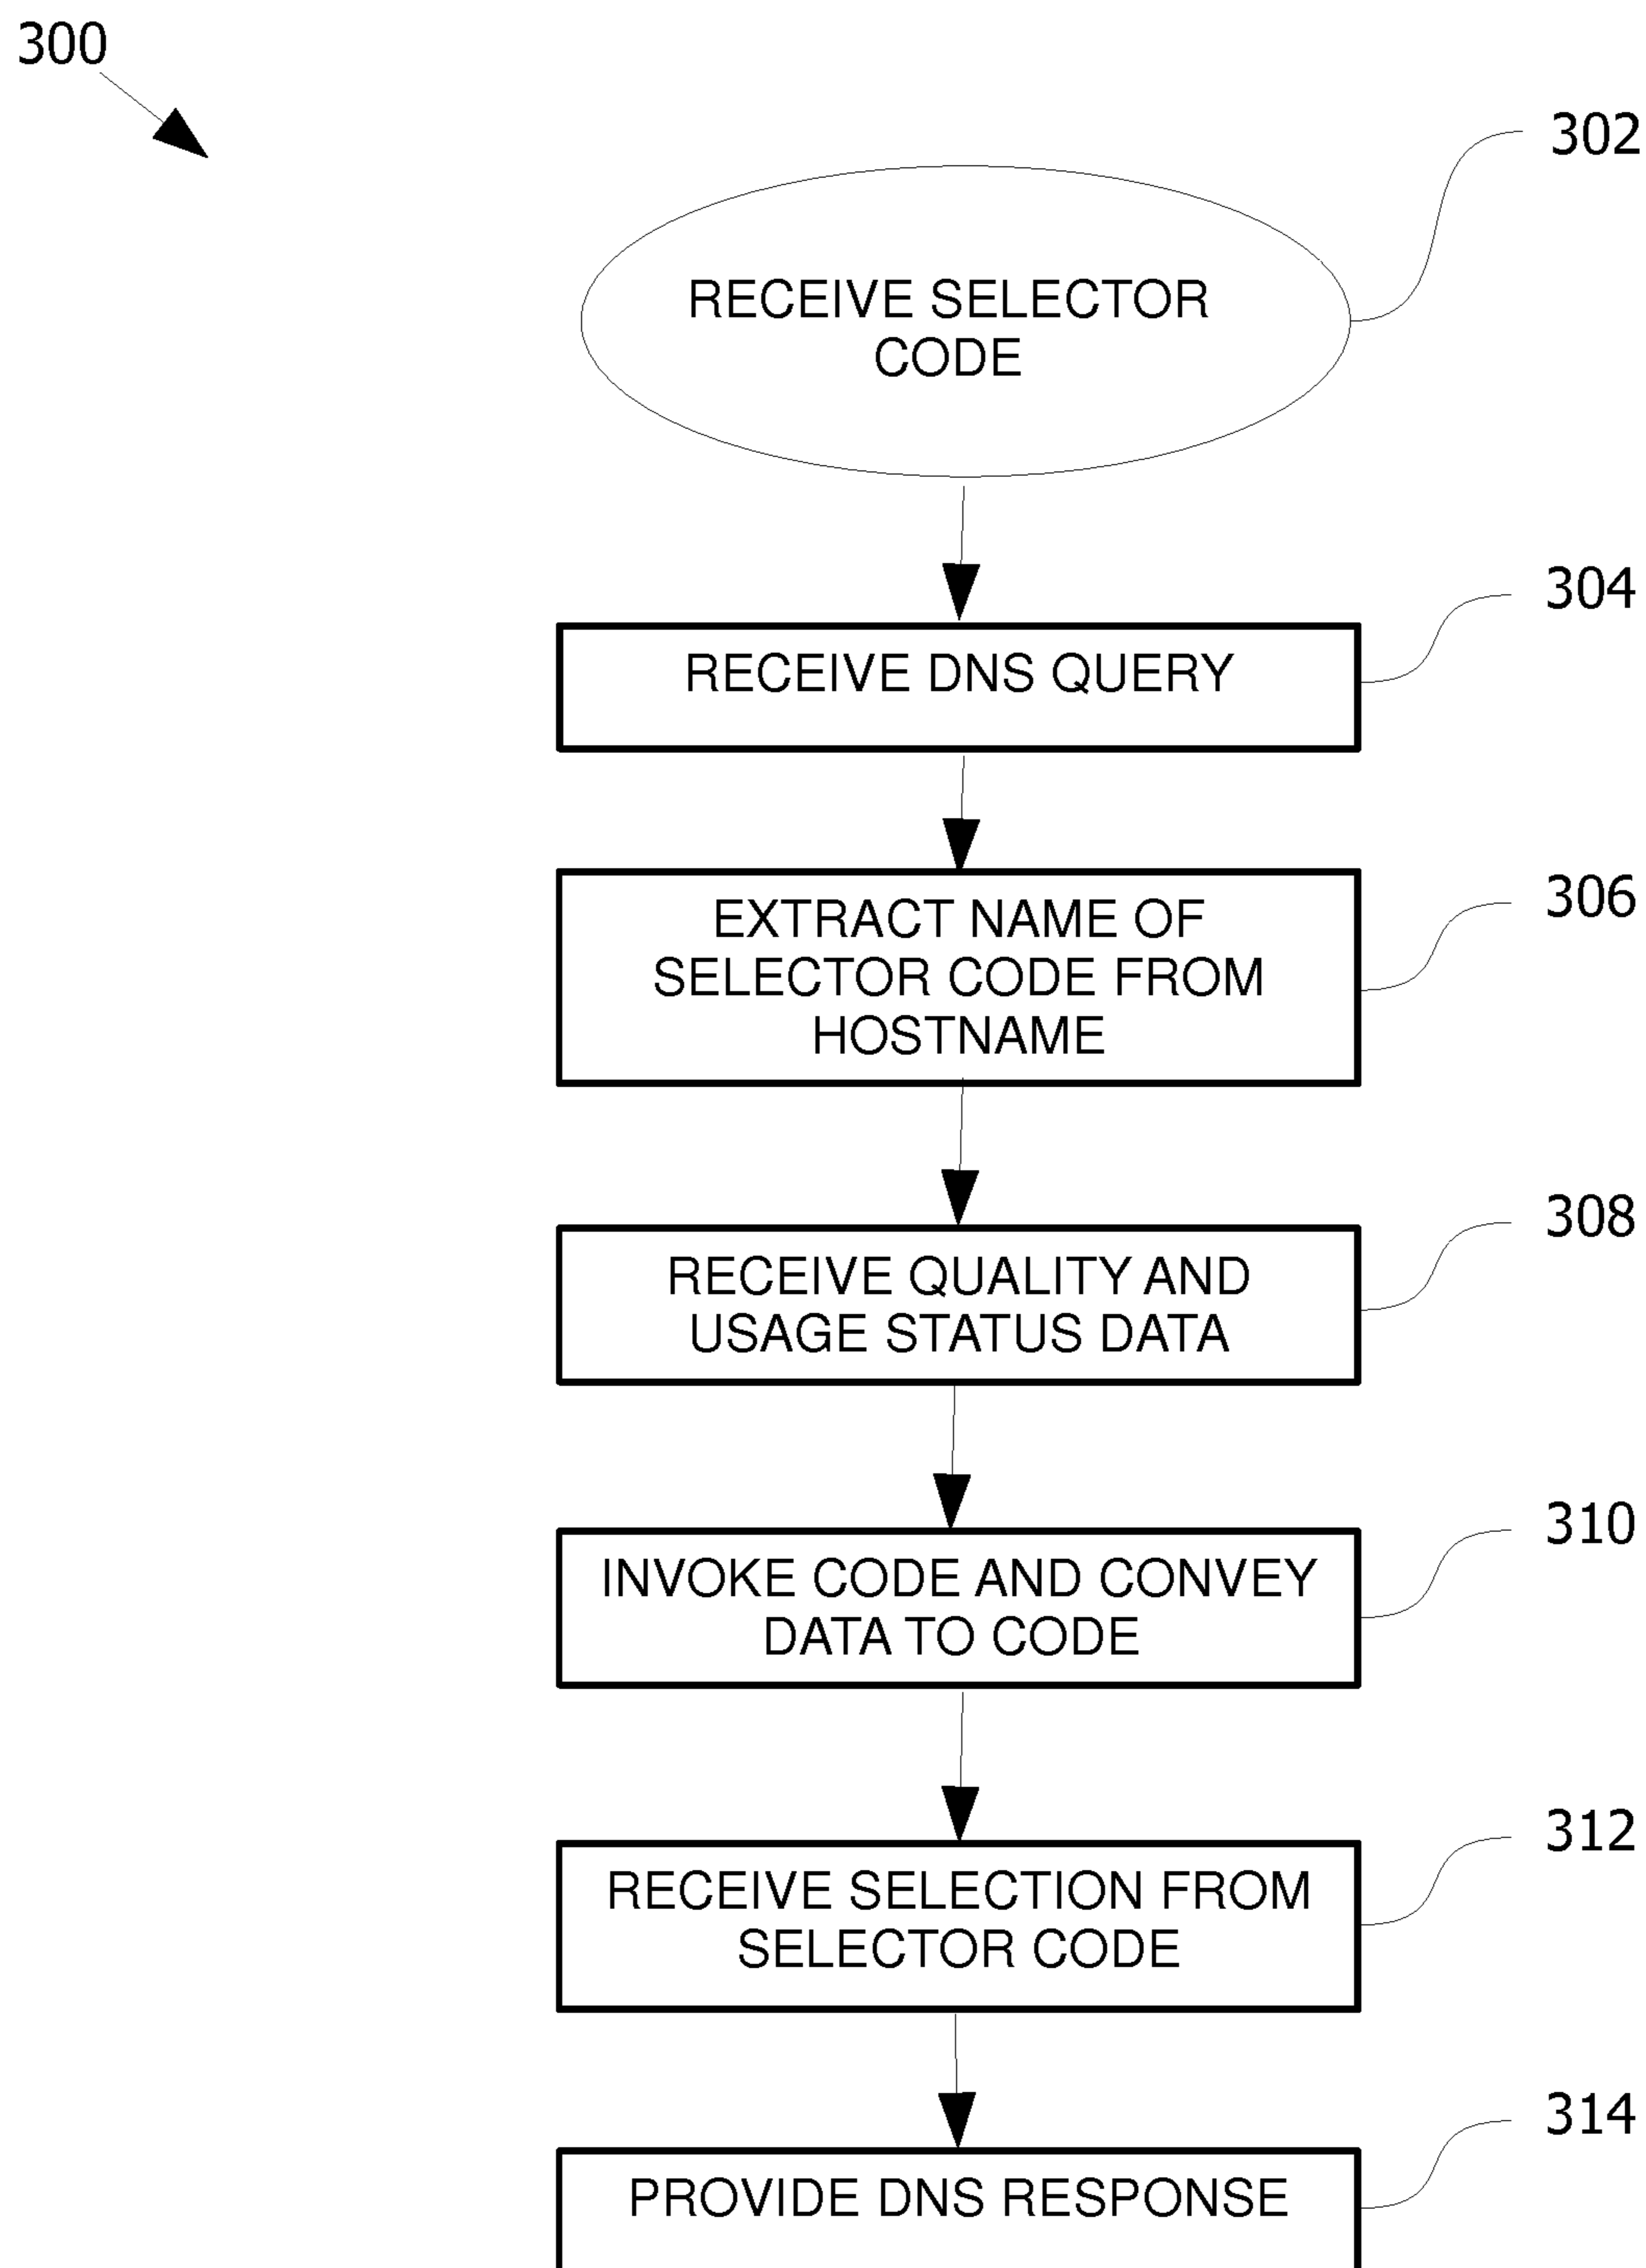 300
302
RECEIVE SELECTOR
CODE
304
RECEIVE DNS QUERY
306
EXTRACT NAME OF
SELECTOR CODE FROM
HOSTNAME
308
RECEIVE QUALITY AND
USAGE STATUS DATA
310
INVOKE CODE AND CONVEY
DATA TO CODE
312
RECEIVE SELECTION FROM
SELECTOR CODE
314
PROVIDE DNS RESPONSE